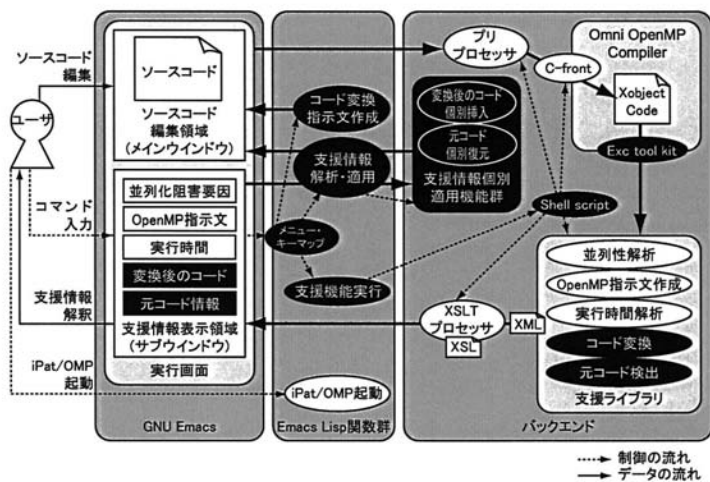 ソースコード
編集
ユーザ
コマンド
入力
支援情報
解釈
iPat/OMP
起動
ソースコード
ソースコード
編集領域
(メインウインドウ)
並列化阻害要因
OpenMP指示文
実行時間
変換後のコード
元コード情報
支援情報表示領域
(サブウインドウ)
実行画面
GNU Emacs
コード変換
指示文作成
支援情報
解析・適用
メニュー・
キーマップ
支援機能実行
iPat/OMP起動
Emacs Lisp関数群
プリ
プロセッサ
C-front
Omni OpenMP
Compiler
Xobject
Code
Exc tool kit
変換後のコード
個別挿入
元コード
個別復元
支援情報個別
適用機能群
Shell script
XSLT
プロセッサ
XSL
XML
並列性解析
OpenMP指示文作成
実行時間解析
コード変換
元コード検出
支援ライブラリ
バックエンド
制御の流れ
データの流れ